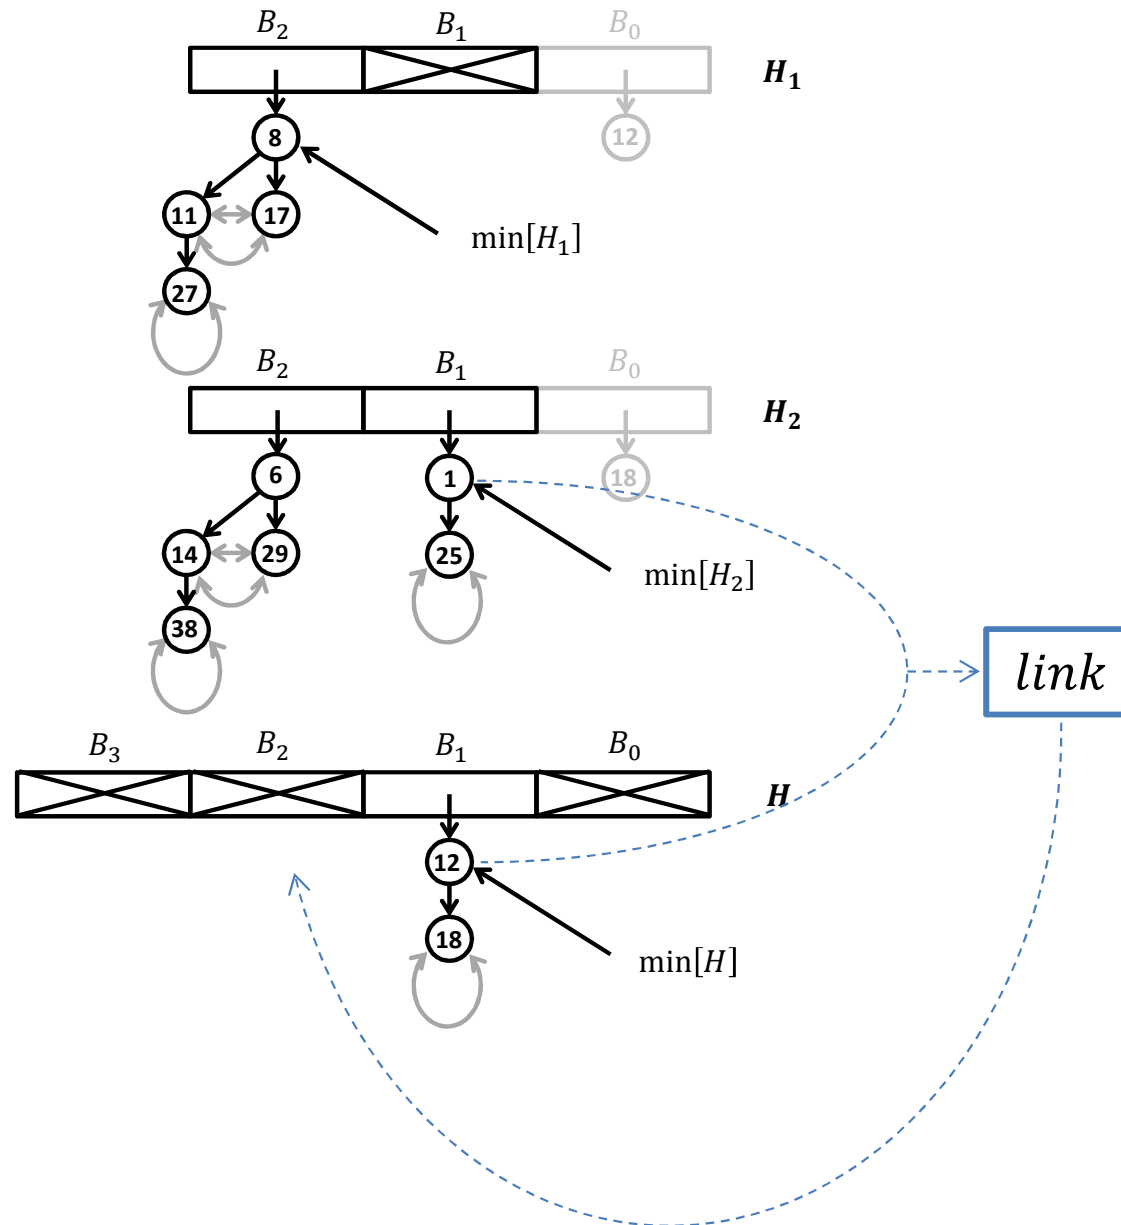 B₂ B₁ B₀
H₁
8
12
11 17
min[H₁]
27
B₂ B₁ B₀
H₂
6 1 18
14 29 25
min[H₂]
38
link
B₃ B₂ B₁ B₀
H
12
18
min[H]